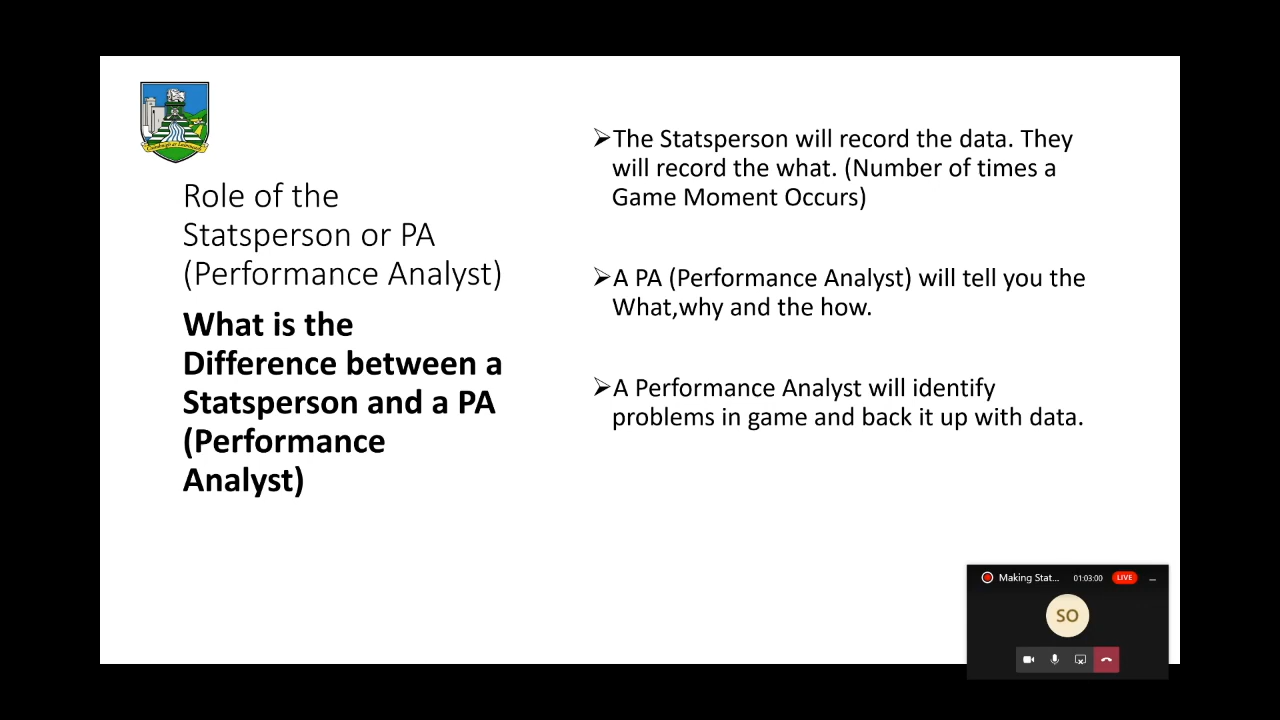 Role of the
Statsperson or PA
(Performance Analyst)
What is the
Difference between a
Statsperson and a PA
(Performance
Analyst)
➢The Statsperson will record the data. They
will record the what. (Number of times a
Game Moment Occurs)
➢A PA (Performance Analyst) will tell you the
What,why and the how.
➢A Performance Analyst will identify
problems in game and back it up with data.
Making Stat... 01:03:00 LIVE
SO